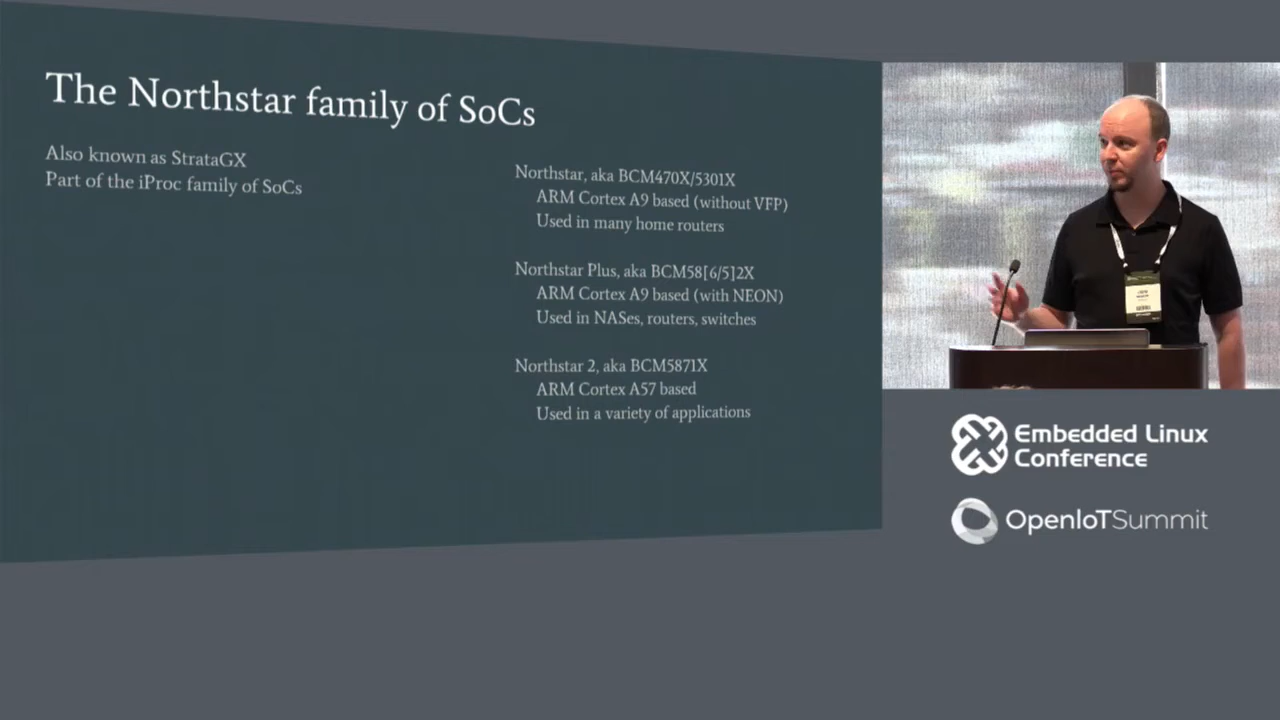 The Northstar family of SoCs
Also known as StrataGX
Part of the iProc family of SoCs
Northstar, aka BCM470X/5301X
ARM Cortex A9 based (without VFP)
Used in many home routers
Northstar Plus, aka BCM58[6/5]2X
ARM Cortex A9 based (with NEON)
Used in NASes, routers, switches
Northstar 2, aka BCM5871X
ARM Cortex A57 based
Used in a variety of applications
Embedded Linux
Conference
OpenIoTSummit